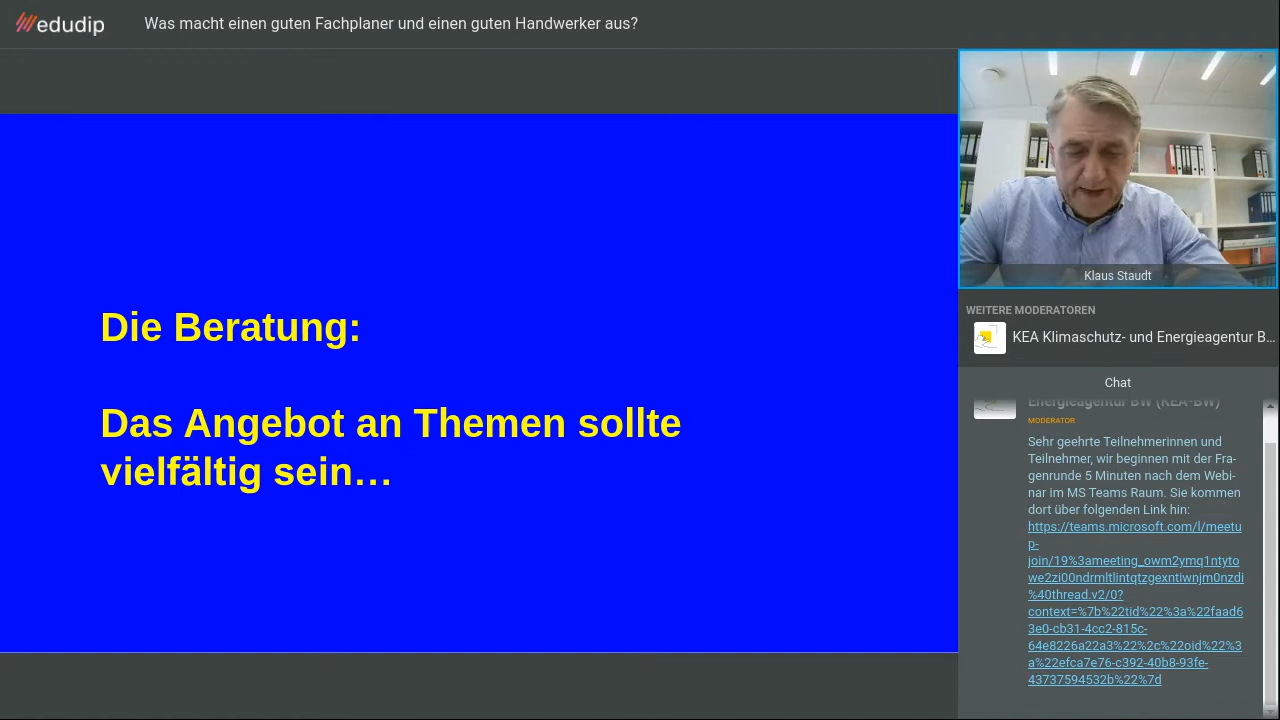 edudip
Was macht einen guten Fachplaner und einen guten Handwerker aus?
Die Beratung:
Das Angebot an Themen sollte
vielfältig sein…
Klaus Staudt
WEITERE MODERATOREN
KEA Klimaschutz- und Energieagentur B…
Chat
Energieagentur BW (KEA-BW)
MODERATOR
Sehr geehrte Teilnehmerinnen und
Teilnehmer, wir beginnen mit der Fra-
genrunde 5 Minuten nach dem Webi-
nar im MS Teams Raum. Sie kommen
dort über folgenden Link hin:
https://teams.microsoft.com/l/meetu
p-
join/19%3ameeting_owm2ymq1ntyto
we2zi00ndrmltlintqtzgexntiwnjm0nzdi
%40thread.v2/0?
context=%7b%22tid%22%3a%22faad6
3e0-cb31-4cc2-815c-
64e8226a22a3%22%2c%22oid%22%3
a%22efca7e76-c392-40b8-93fe-
43737594532b%22%7d